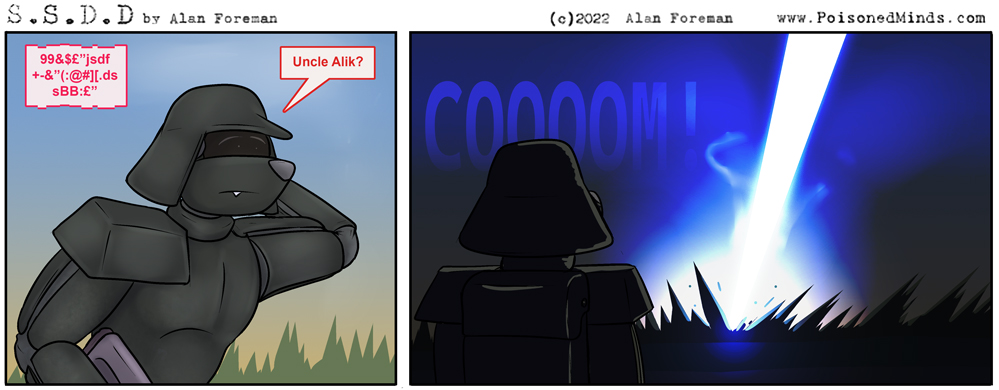 S.S.D.D by Alan Foreman (c)2022 Alan Foreman www.PoisonedMinds.com
99&$£"jsdf
+-&"(:@#][.ds
sBB:£"
Uncle Alik?
COOOOM!